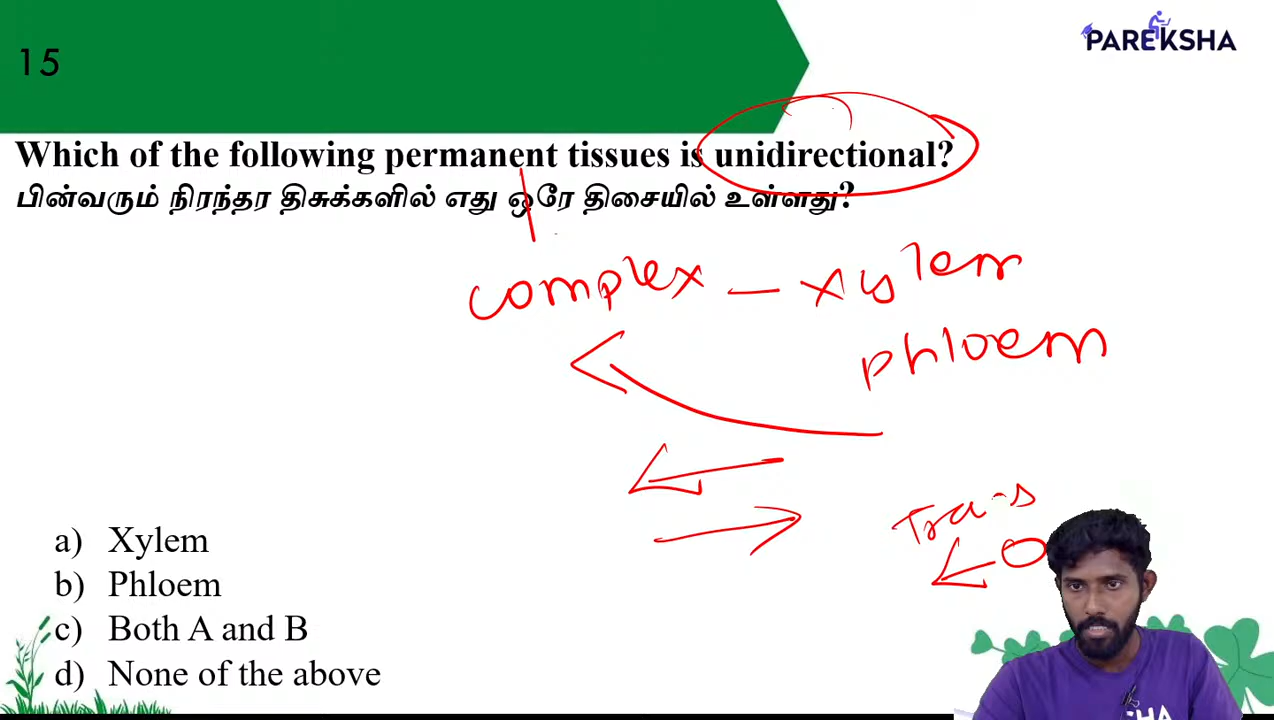 PAREKSHA
15
Which of the following permanent tissues is unidirectional?
பின்வரும் நிரந்தர திசுக்களில் எது ஒரே திசையில் உள்ளது?
complex – xylem
phloem
a) Xylem
b) Phloem
c) Both A and B
d) None of the above